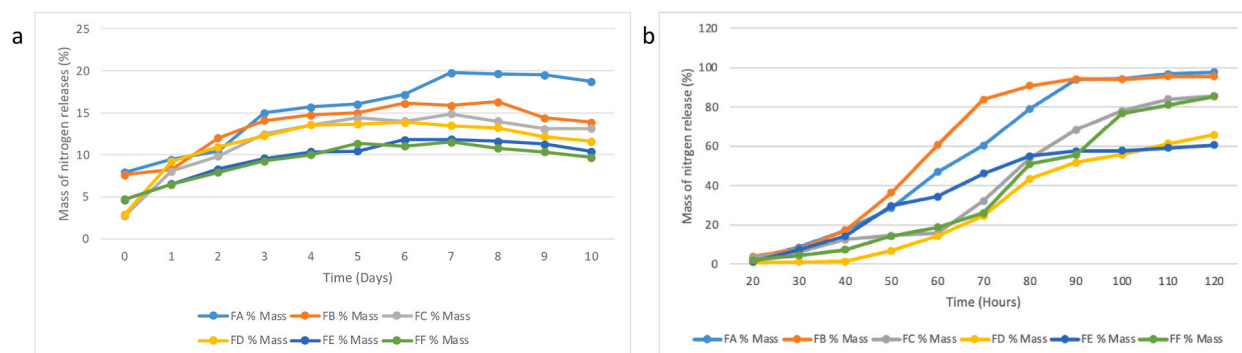 a
Mass of nitrogen releases (%)
25
20
15
10
5
0
0 1 2 3 4 5 6 7 8 9 10
Time (Days)
FA % Mass FB % Mass FC % Mass
FD % Mass FE % Mass FF % Mass
b
Mass of nitrgen release (%)
120
100
80
60
40
20
0
20 30 40 50 60 70 80 90 100 110 120
Time (Hours)
FA % Mass FB % Mass FC % Mass FD % Mass FE % Mass FF % Mass